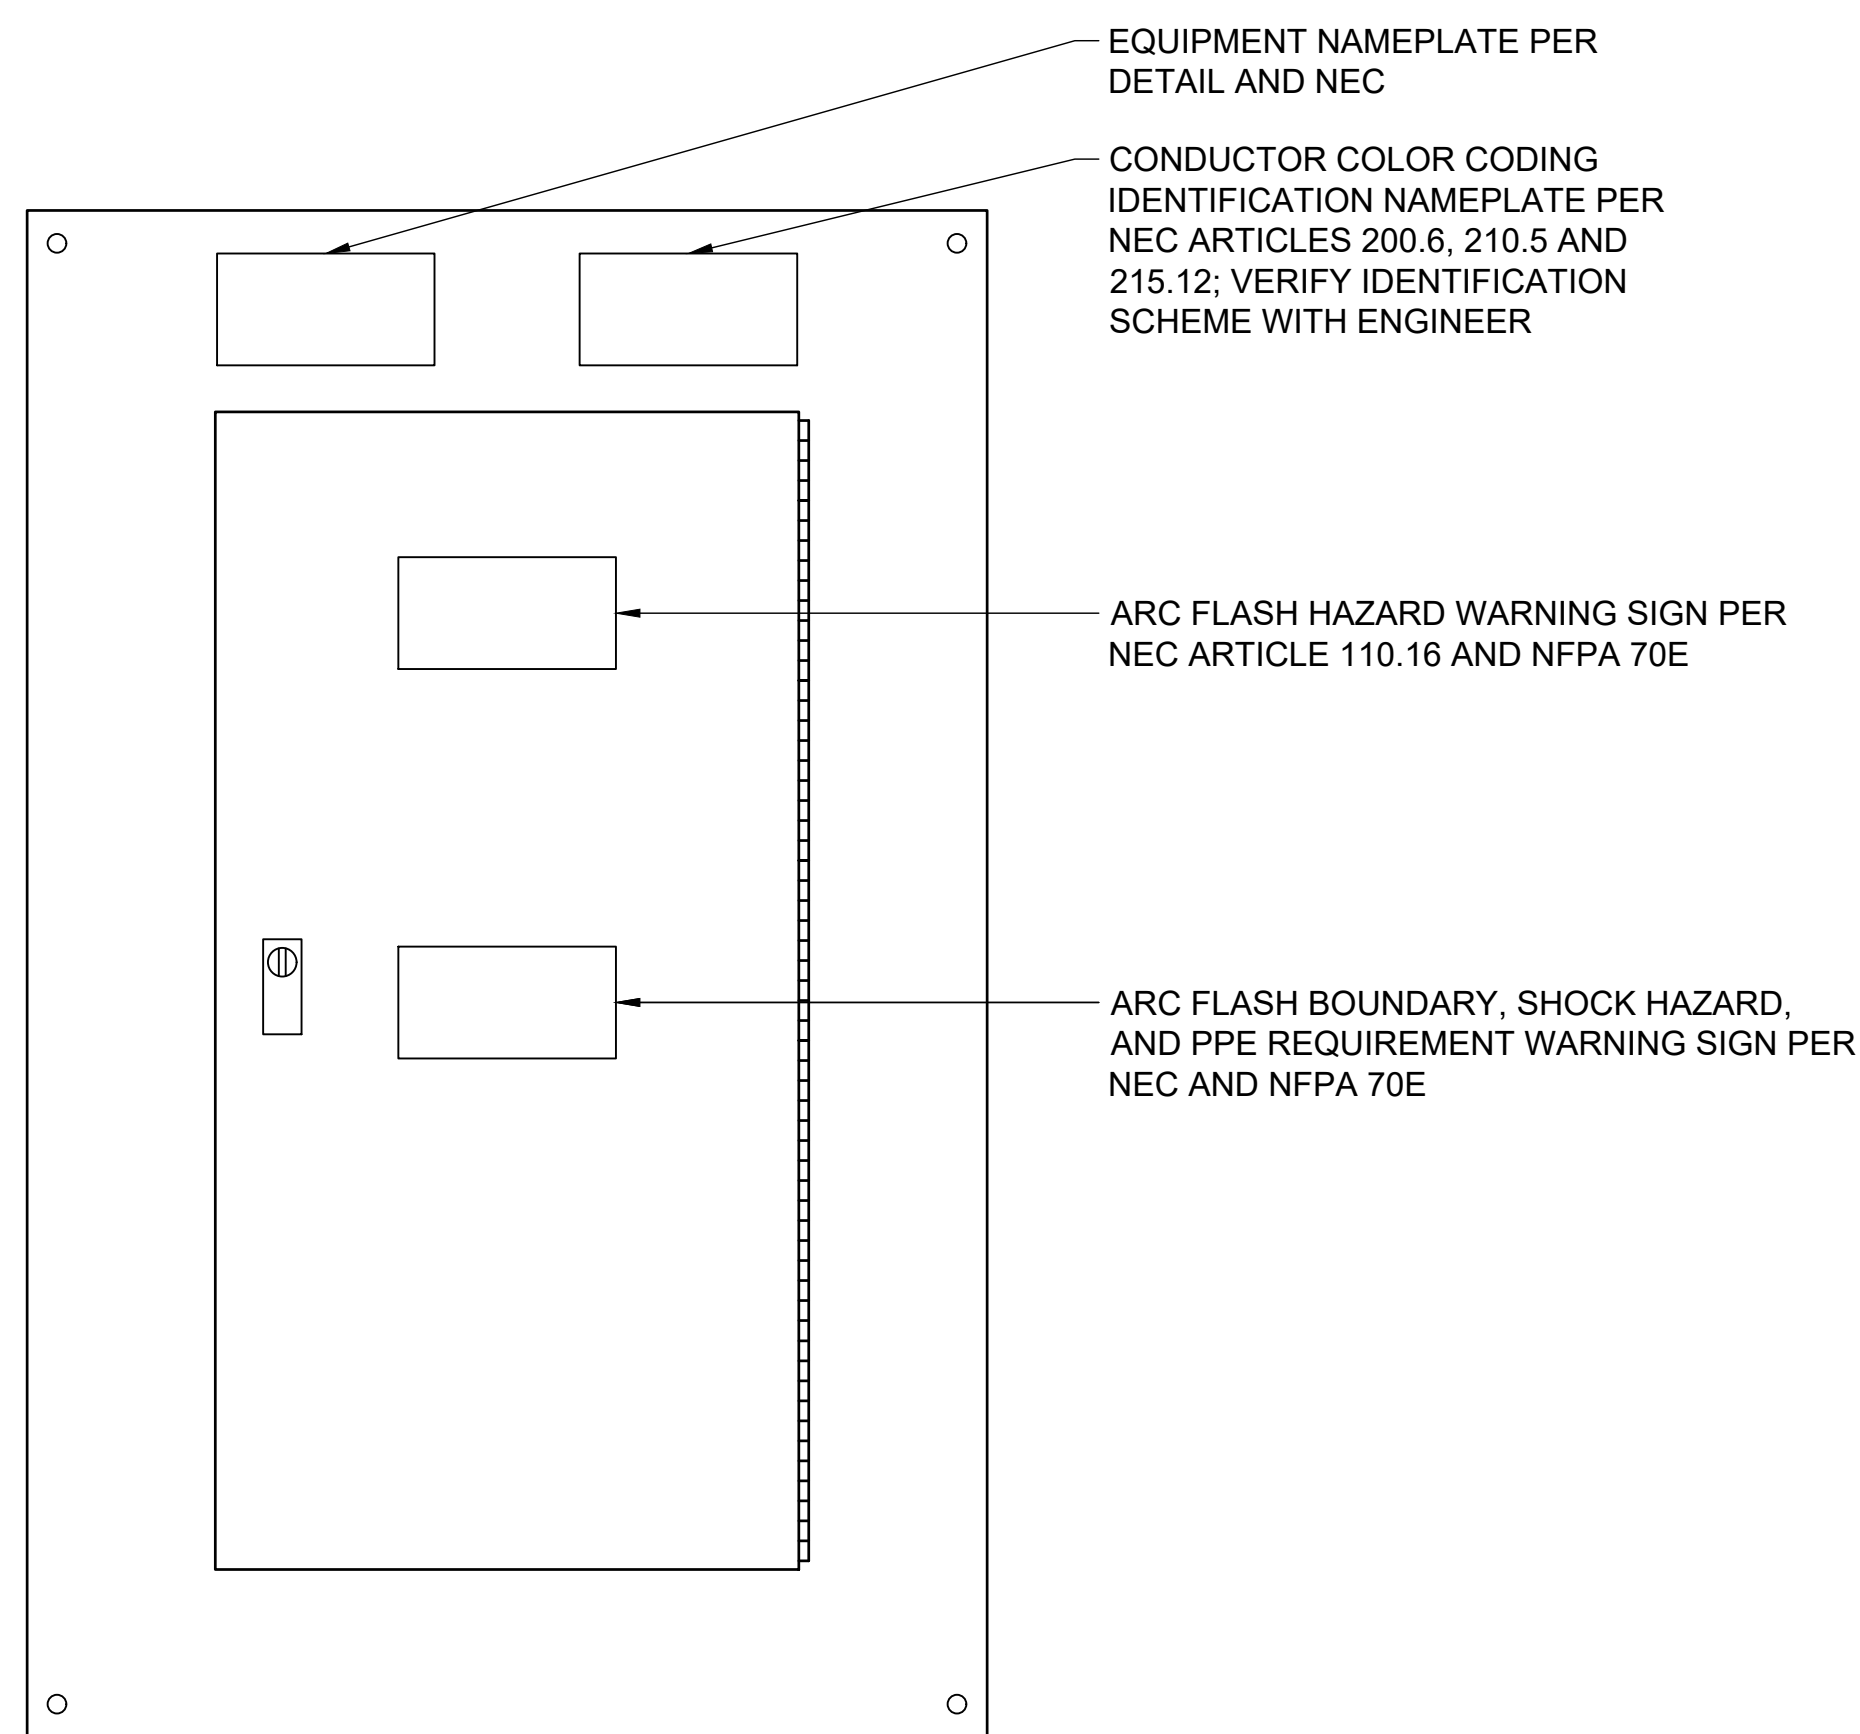 EQUIPMENT NAMEPLATE PER
DETAIL AND NEC
CONDUCTOR COLOR CODING
IDENTIFICATION NAMEPLATE PER
NEC ARTICLES 200.6, 210.5 AND
215.12; VERIFY IDENTIFICATION
SCHEME WITH ENGINEER
ARC FLASH HAZARD WARNING SIGN PER
NEC ARTICLE 110.16 AND NFPA 70E
ARC FLASH BOUNDARY, SHOCK HAZARD,
AND PPE REQUIREMENT WARNING SIGN PER
NEC AND NFPA 70E